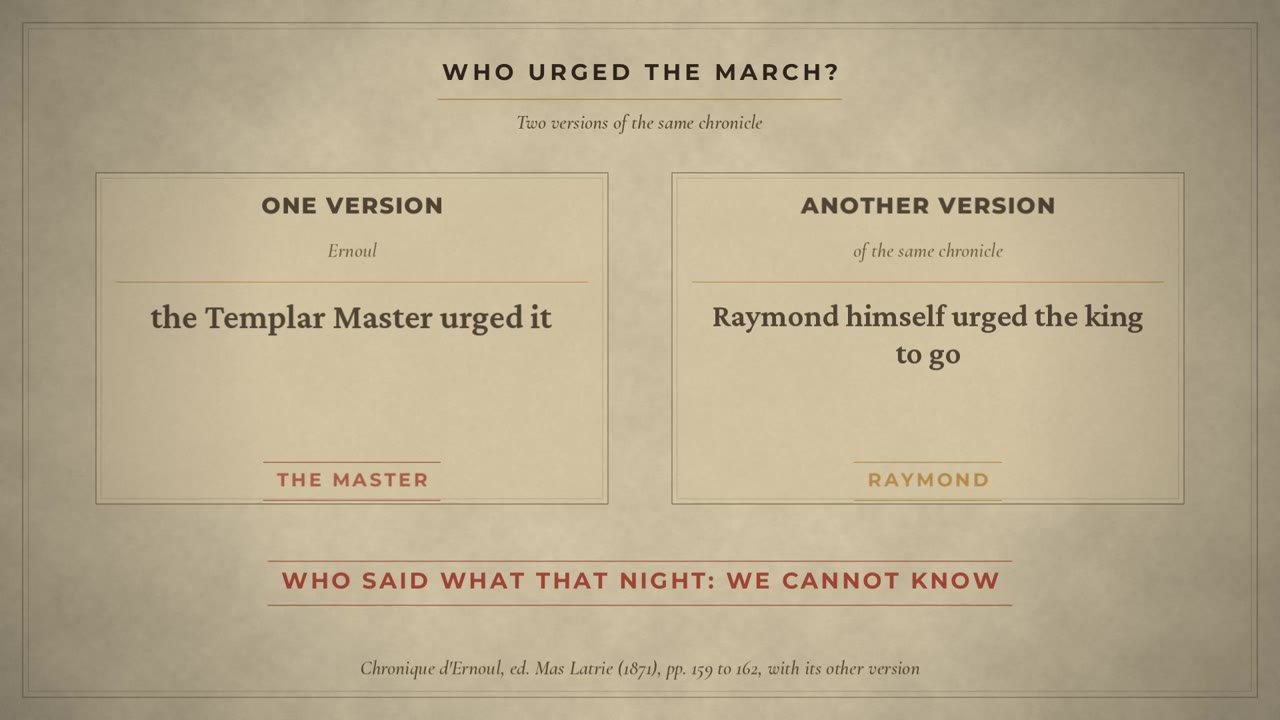 WHO URGED THE MARCH?
Two versions of the same chronicle
ONE VERSION
Ernoul
the Templar Master urged it
THE MASTER
ANOTHER VERSION
of the same chronicle
Raymond himself urged the king
to go
RAYMOND
WHO SAID WHAT THAT NIGHT: WE CANNOT KNOW
Chronique d'Ernoul, ed. Mas Latrie (1871), pp. 159 to 162, with its other version